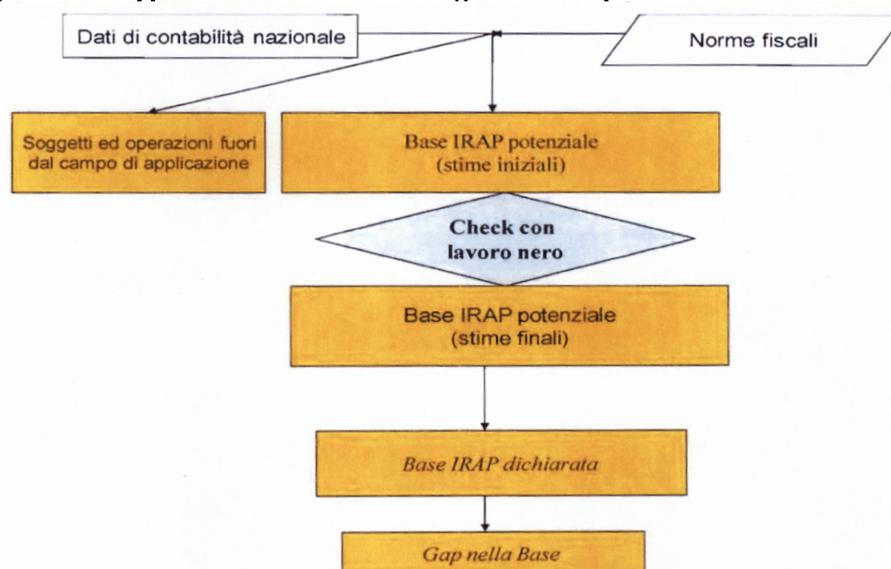 Dati di contabilità nazionale
Norme fiscali
Soggetti ed operazioni fuori
dal campo di applicazione
Base IRAP potenziale
(stime iniziali)
Check con
lavoro nero
Base IRAP potenziale
(stime finali)
Base IRAP dichiarata
Gap nella Base